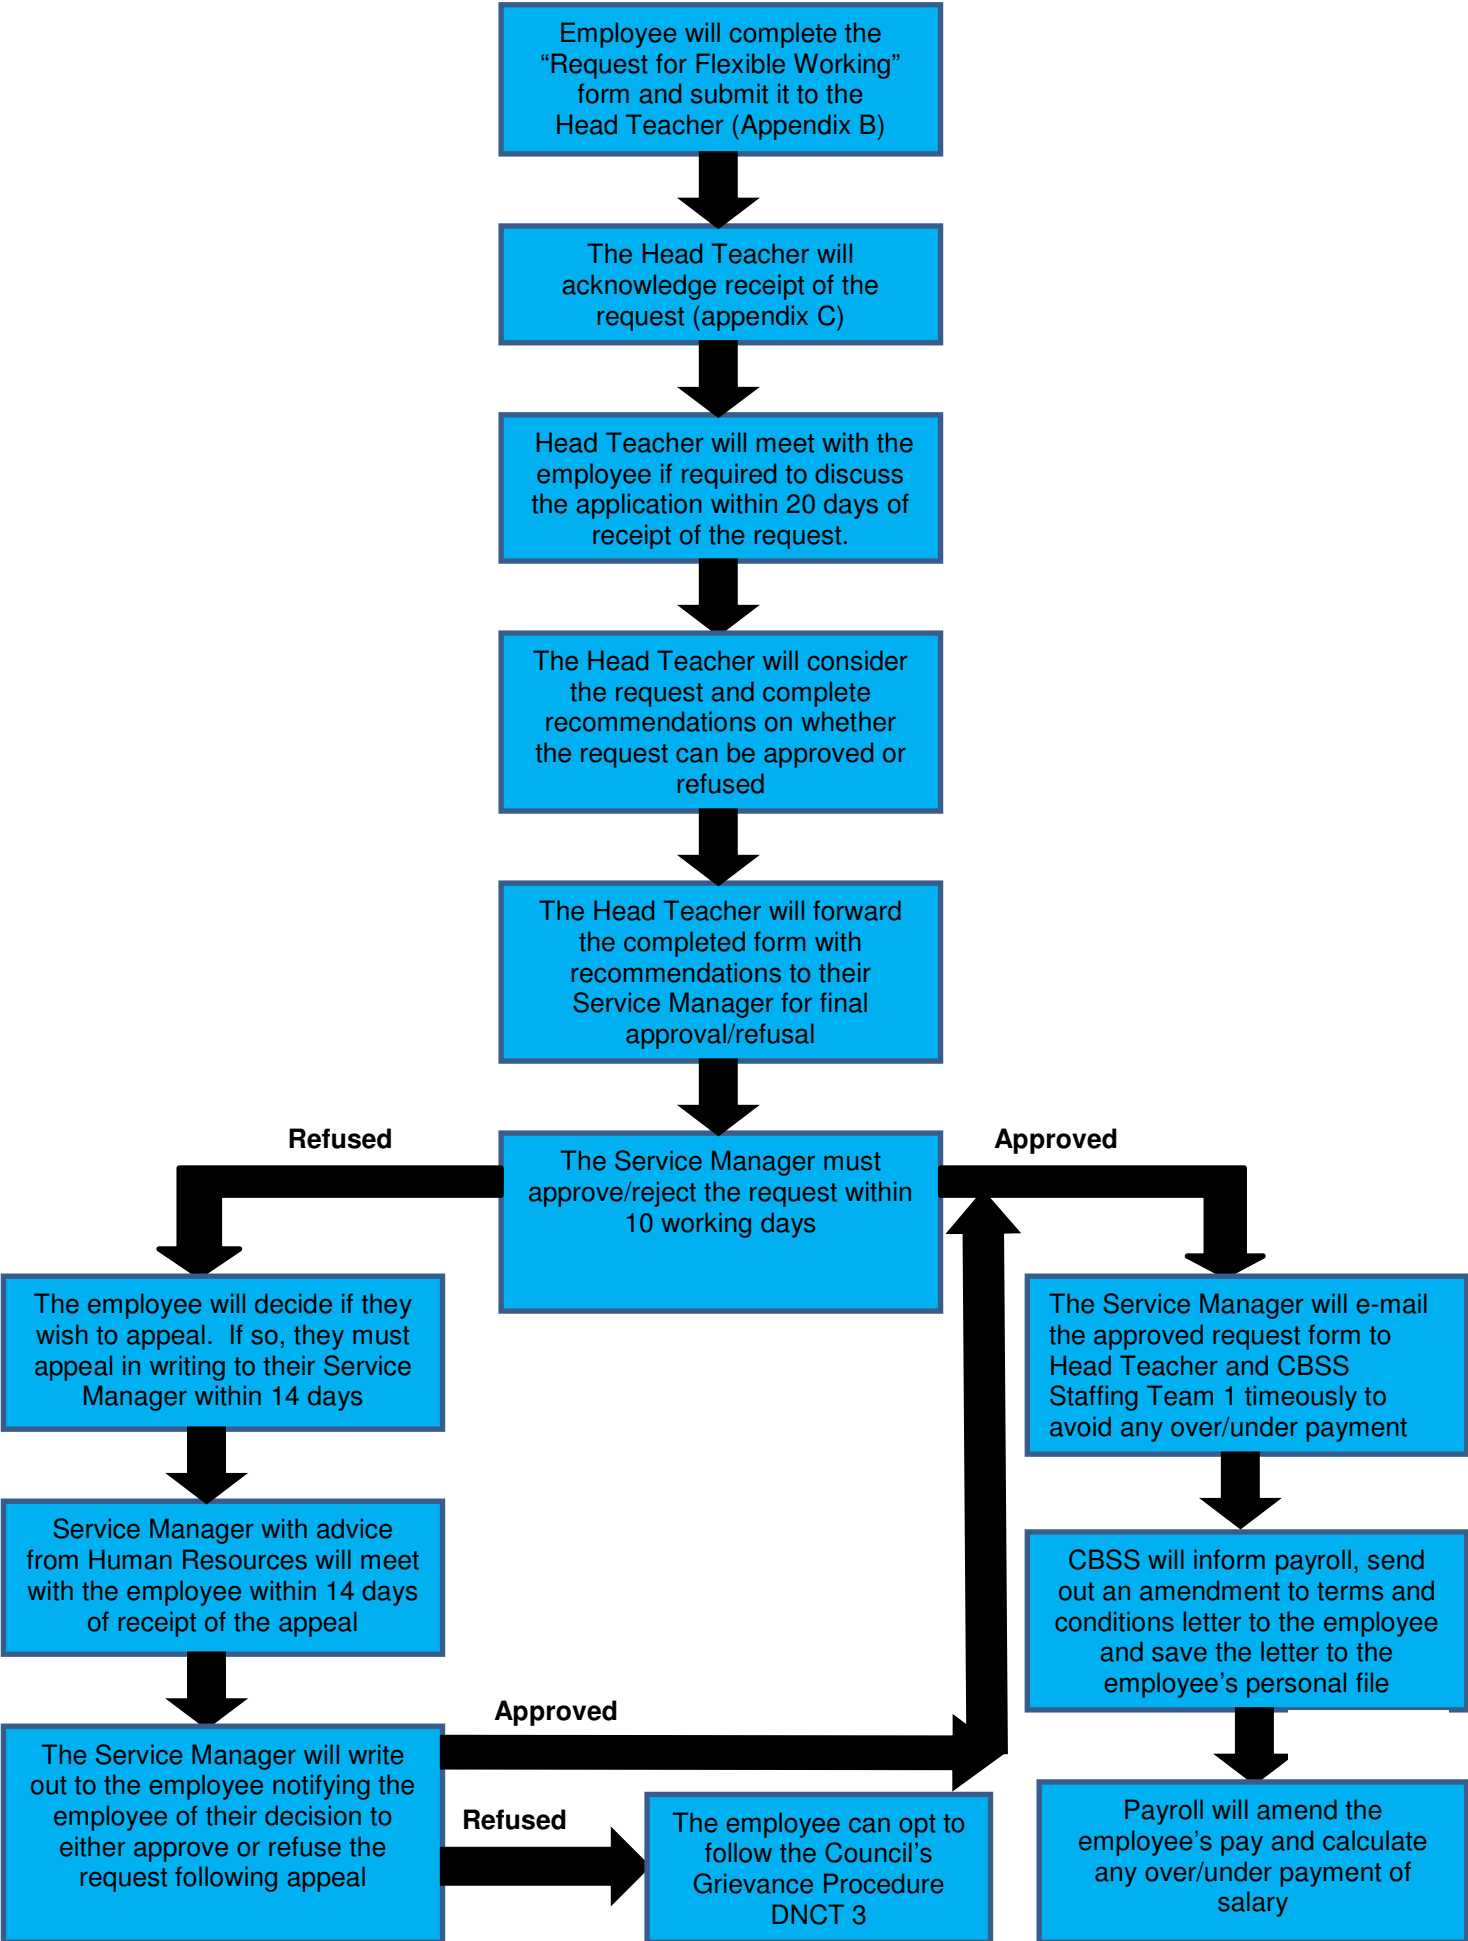 Employee will complete the
“Request for Flexible Working”
form and submit it to the
Head Teacher (Appendix B)
The Head Teacher will
acknowledge receipt of the
request (appendix C)
Head Teacher will meet with the
employee if required to discuss
the application within 20 days of
receipt of the request.
The Head Teacher will consider
the request and complete
recommendations on whether
the request can be approved or
refused
The Head Teacher will forward
the completed form with
recommendations to their
Service Manager for final
approval/refusal
Refused
Approved
The Service Manager must
approve/reject the request within
10 working days
The employee will decide if they
wish to appeal.  If so, they must
appeal in writing to their Service
Manager within 14 days
The Service Manager will e-mail
the approved request form to
Head Teacher and CBSS
Staffing Team 1 timeously to
avoid any over/under payment
Service Manager with advice
from Human Resources will meet
with the employee within 14 days
of receipt of the appeal
CBSS will inform payroll, send
out an amendment to terms and
conditions letter to the employee
and save the letter to the
employee’s personal file
Approved
The Service Manager will write
out to the employee notifying the
employee of their decision to
either approve or refuse the
request following appeal
Refused
The employee can opt to
follow the Council’s
Grievance Procedure
DNCT 3
Payroll will amend the
employee’s pay and calculate
any over/under payment of
salary